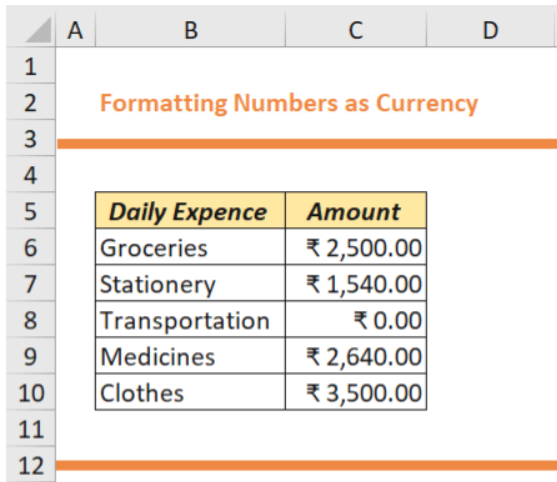 A B C D
1
2 Formatting Numbers as Currency
3
4
5 Daily Expence Amount
6 Groceries ₹ 2,500.00
7 Stationery ₹ 1,540.00
8 Transportation ₹ 0.00
9 Medicines ₹ 2,640.00
10 Clothes ₹ 3,500.00
11
12